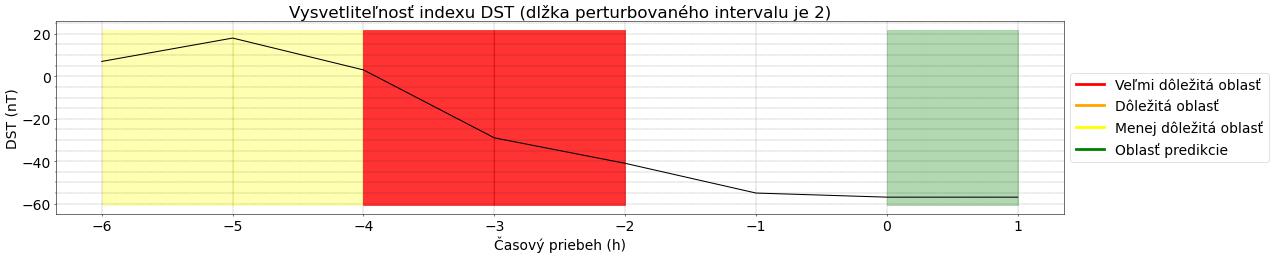 Vysvetliteľnosť indexu DST (dĺžka perturbovaného intervalu je 2)
20
0
−20
−40
−60
DST (nT)
−6 −5 −4 −3 −2 −1 0 1
Časový priebeh (h)
Veľmi dôležitá oblasť
Dôležitá oblasť
Menej dôležitá oblasť
Oblasť predikcie